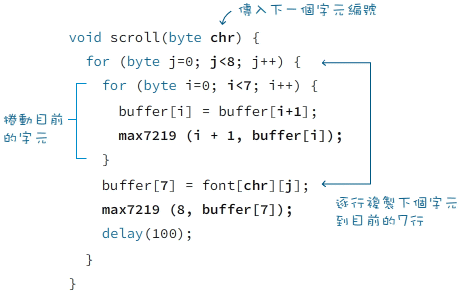 傳入下一個字元編號
void scroll(byte chr) {
for (byte j=0; j<8; j++) {
for (byte i=0; i<7; i++) {
buffer[i] = buffer[i+1];
max7219 (i + 1, buffer[i]);
}
捲動目前
的字元
buffer[7] = font[chr][j];
max7219 (8, buffer[7]);
delay(100);
}
}
逐行複製下個字元
到目前的7行